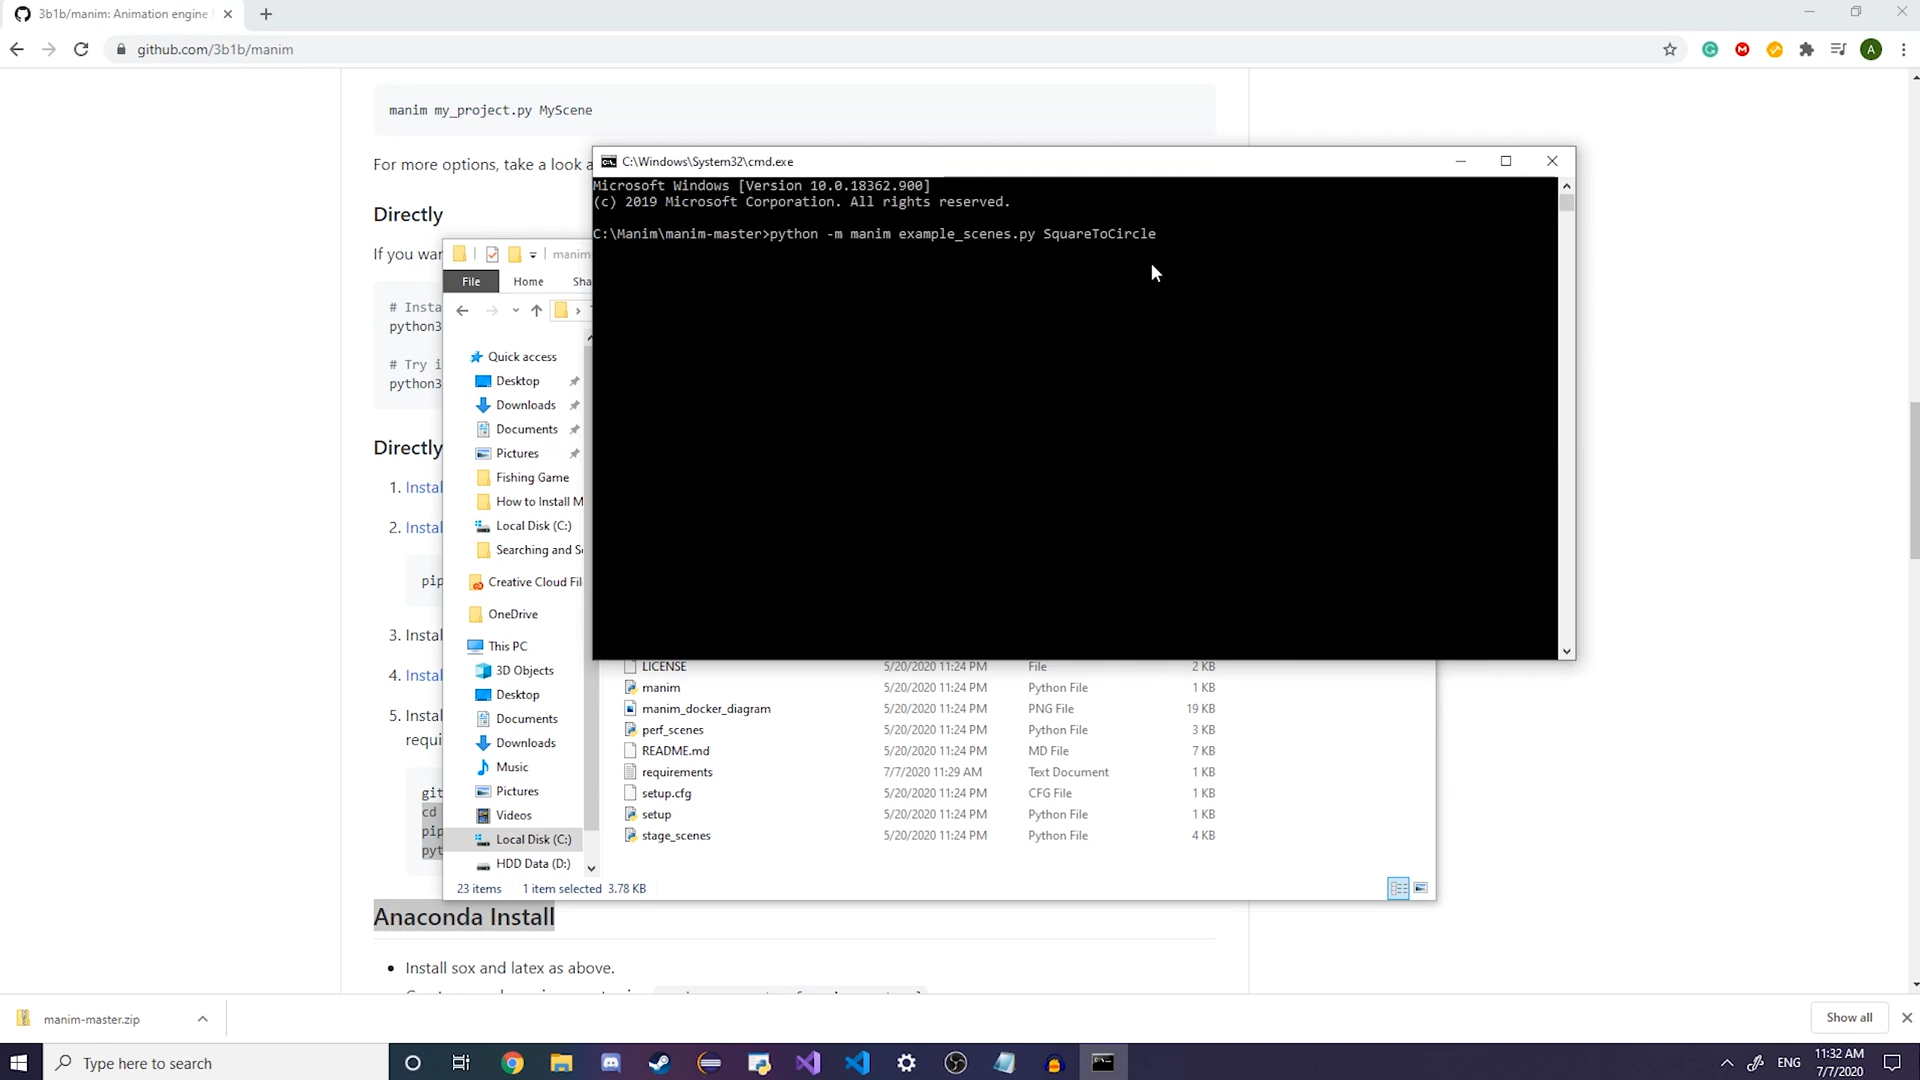 3b1b/manim: Animation engine
github.com/3b1b/manim
A
manim my_project.py MyScene
For more options, take a look a
Directly
If you wan
# Insta
python3
# Try i
python3
Directly
1. Instal
2. Instal
pip
3. Instal
4. Instal
5. Instal
requi
git
cd
pip
pyt
Anaconda Install
Install sox and latex as above.
C:\Windows\System32\cmd.exe
Microsoft Windows [Version 10.0.18362.900]
(c) 2019 Microsoft Corporation. All rights reserved.
C:\Manim\manim-master>python -m manim example_scenes.py SquareToCircle
manim
File Home Sha
Quick access
Desktop
Downloads
Documents
Pictures
Fishing Game
How to Install M
Local Disk (C:)
Searching and So
Creative Cloud Fil
OneDrive
This PC
3D Objects
Desktop
Documents
Downloads
Music
Pictures
Videos
Local Disk (C:)
HDD Data (D:)
LICENSE 5/20/2020 11:24 PM File 2 KB
manim 5/20/2020 11:24 PM Python File 1 KB
manim_docker_diagram 5/20/2020 11:24 PM PNG File 19 KB
perf_scenes 5/20/2020 11:24 PM Python File 3 KB
README.md 5/20/2020 11:24 PM MD File 7 KB
requirements 7/7/2020 11:29 AM Text Document 1 KB
setup.cfg 5/20/2020 11:24 PM CFG File 1 KB
setup 5/20/2020 11:24 PM Python File 1 KB
stage_scenes 5/20/2020 11:24 PM Python File 4 KB
23 items 1 item selected 3.78 KB
manim-master.zip
Show all
Type here to search
ENG
11:32 AM
7/7/2020